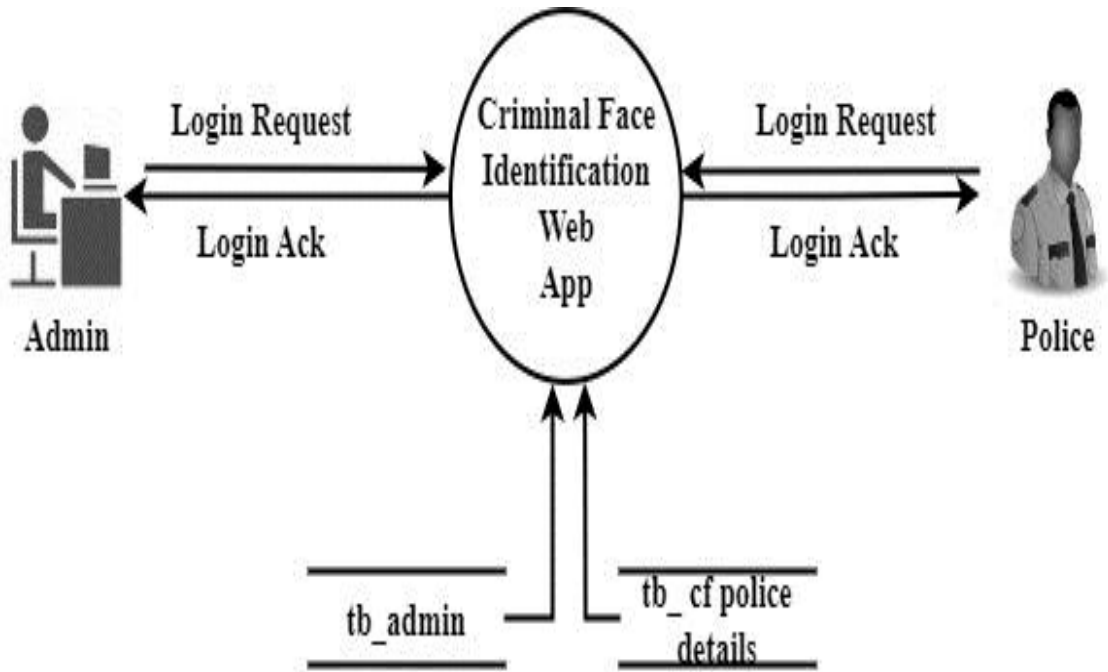 Login Request
Login Ack
Admin
Criminal Face
Identification
Web
App
Login Request
Login Ack
Police
tb_admin
tb_ cf police
details